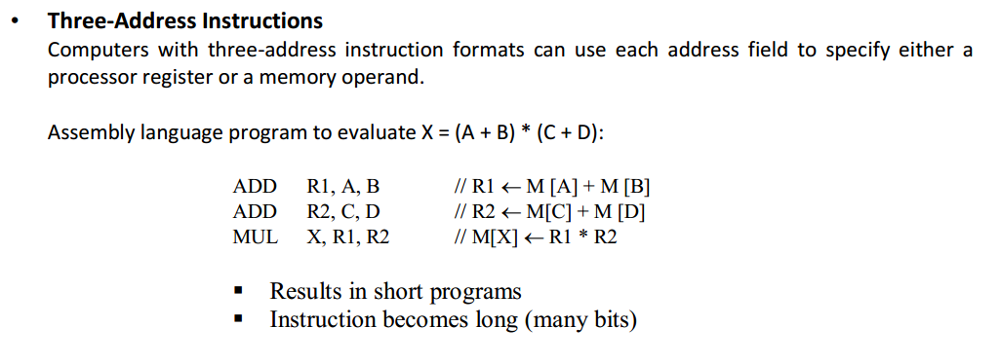 • Three-Address Instructions
Computers with three-address instruction formats can use each address field to specify either a
processor register or a memory operand.
Assembly language program to evaluate X = (A + B) * (C + D):
ADD R1, A, B // R1 ← M [A] + M [B]
ADD R2, C, D // R2 ← M[C] + M [D]
MUL X, R1, R2 // M[X] ← R1 * R2
▪ Results in short programs
▪ Instruction becomes long (many bits)